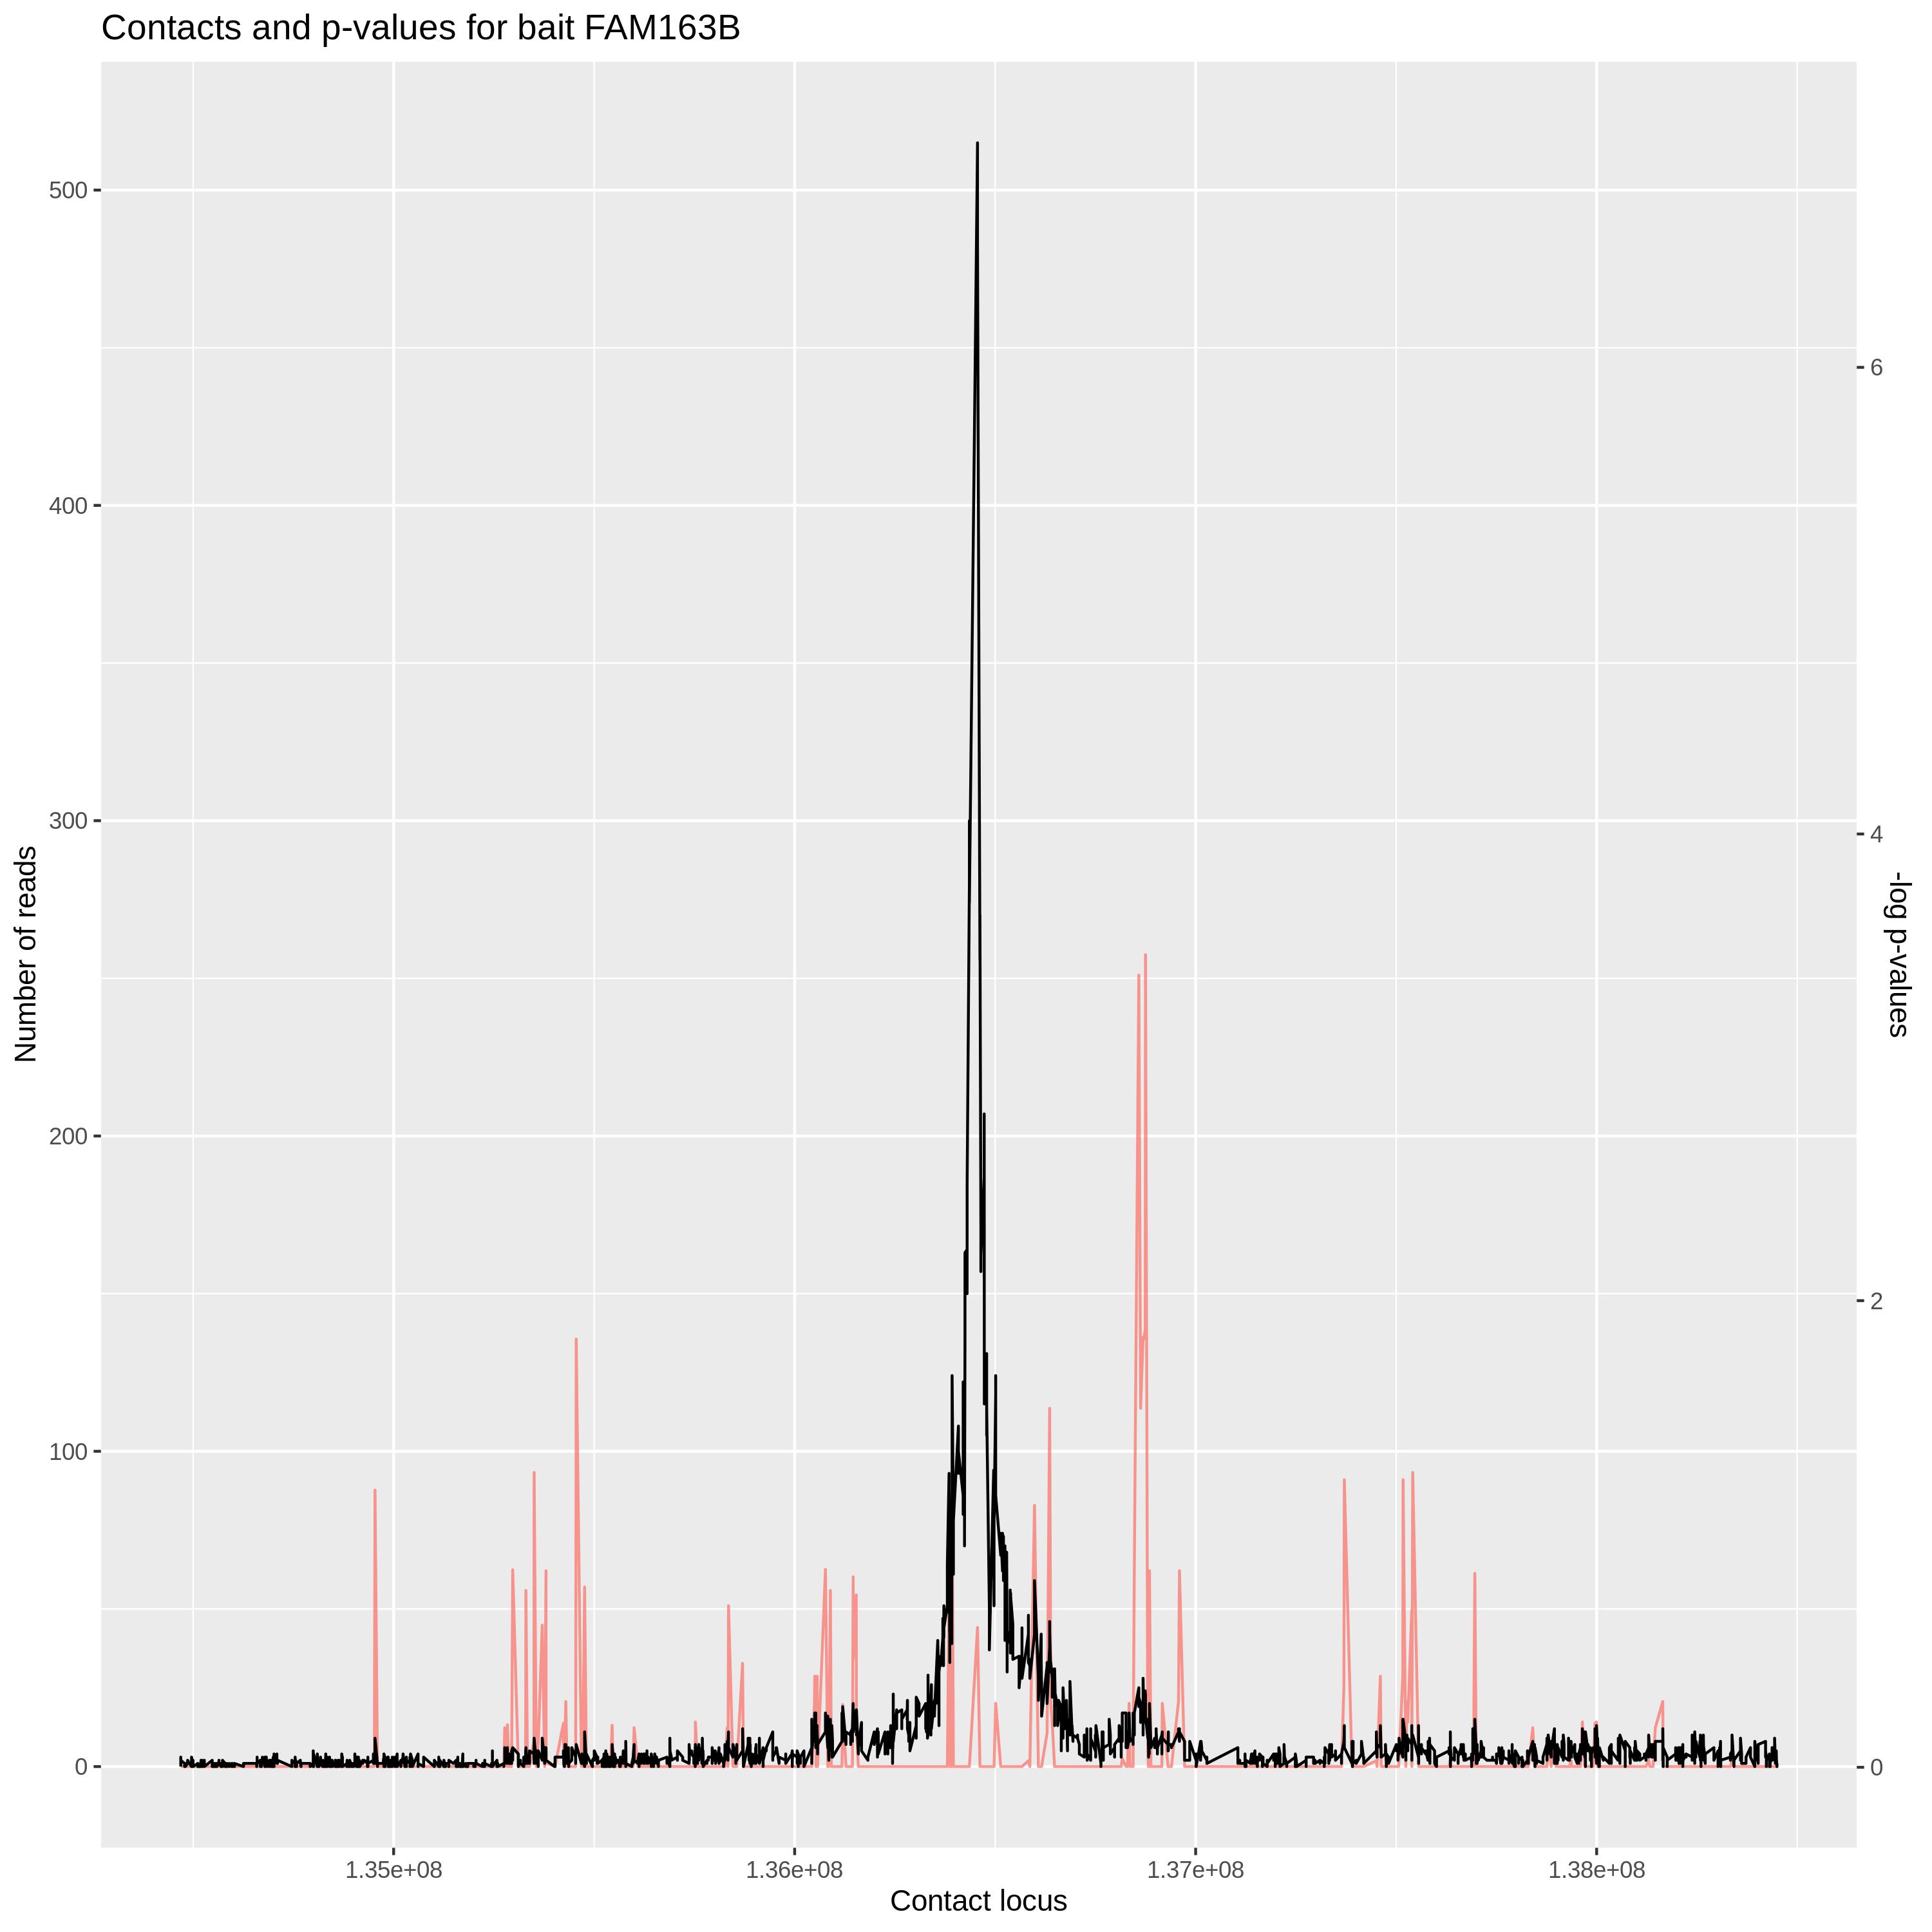 Contacts and p-values for bait FAM163B
500
400
300
200
100
0
Number of reads
6
4
2
0
-log p-values
1.35e+08
1.36e+08
1.37e+08
1.38e+08
Contact locus